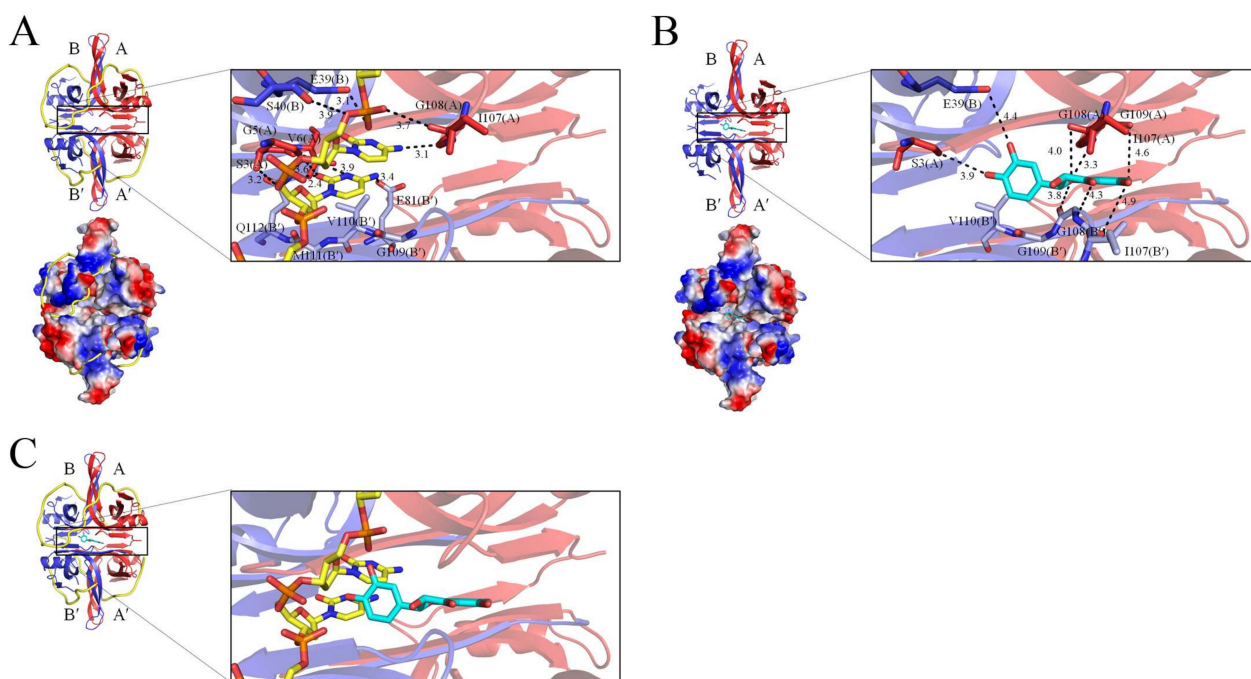 A
B A
B′ A′
E39(B)
3.1
S40(B)
3.9
G108(A)
3.7
I107(A)
G5(A)
V6(A)
3.1
S3(A)
3.6
3.9
3.2
2.4
3.4
E81(B′)
Q112(B′)
V110(B′)
M111(B′)
G109(B′)
B
B A
B′ A′
E39(B)
4.4
G108(A)
G109(A)
I107(A)
S3(A)
4.0
3.3
4.6
3.9
3.8
4.3
4.9
V110(B′)
G108(B′)
G109(B′)
I107(B′)
C
B A
B′ A′